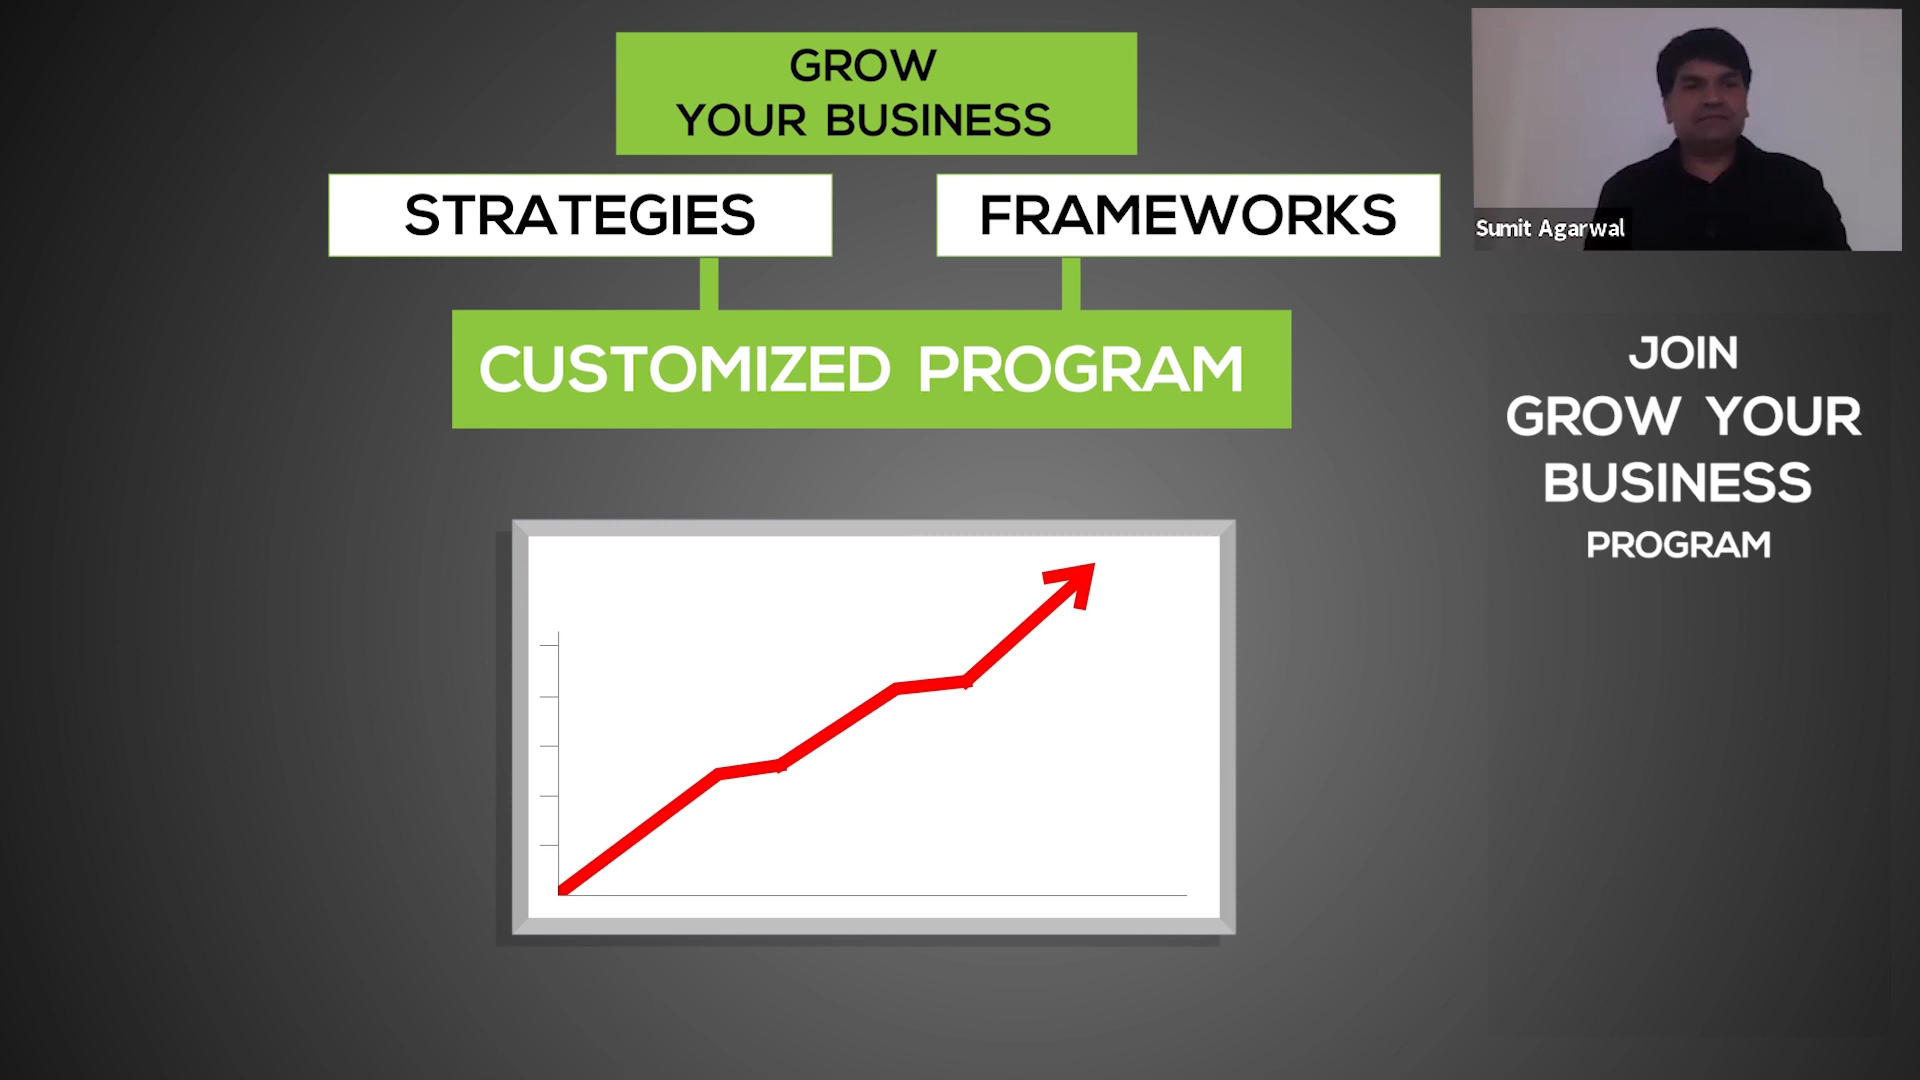 GROW
YOUR BUSINESS
STRATEGIES
FRAMEWORKS
CUSTOMIZED PROGRAM
Sumit Agarwal
JOIN
GROW YOUR
BUSINESS
PROGRAM